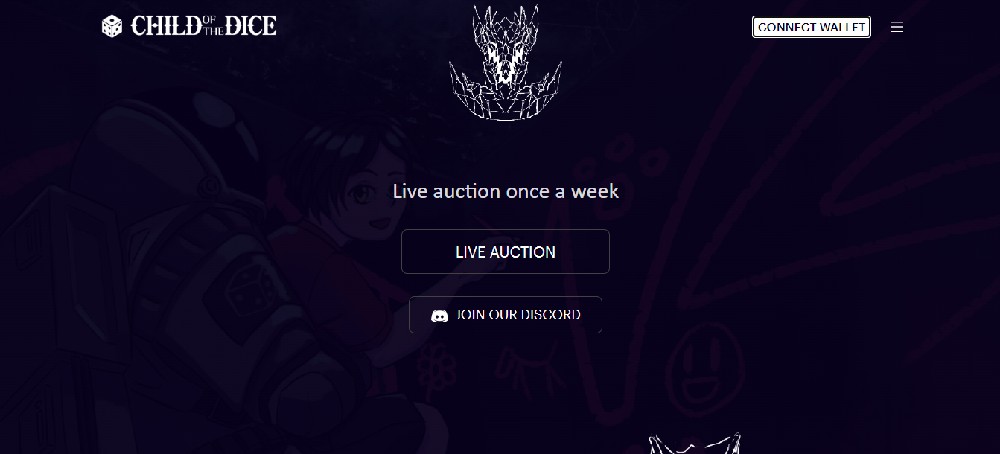 CHILD OF THE DICE
CONNECT WALLET
Live auction once a week
LIVE AUCTION
JOIN OUR DISCORD